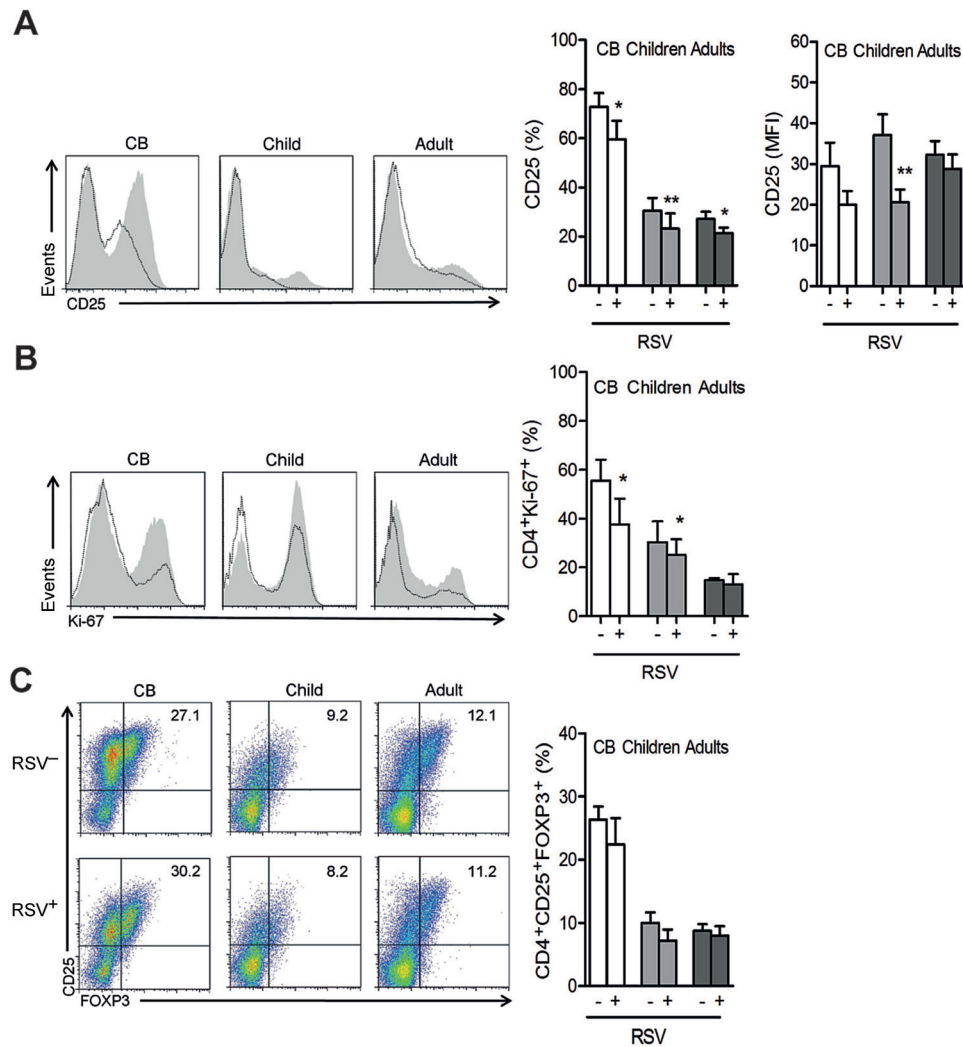 A
CB
Child
Adult
Events
CD25
CD25 (%)
100
80
60
40
20
0
CB Children Adults
*
**
*
- + - + - +
RSV
CD25 (MFI)
60
50
40
30
20
10
0
CB Children Adults
**
- + - + - +
RSV
B
CB
Child
Adult
Events
Ki-67
CD4+Ki-67+ (%)
100
80
60
40
20
0
CB Children Adults
*
*
- + - + - +
RSV
C
CB
Child
Adult
RSV—
27.1
9.2
12.1
RSV+
30.2
8.2
11.2
CD25
FOXP3
CD4+CD25+FOXP3+ (%)
40
30
20
10
0
CB Children Adults
- + - + - +
RSV